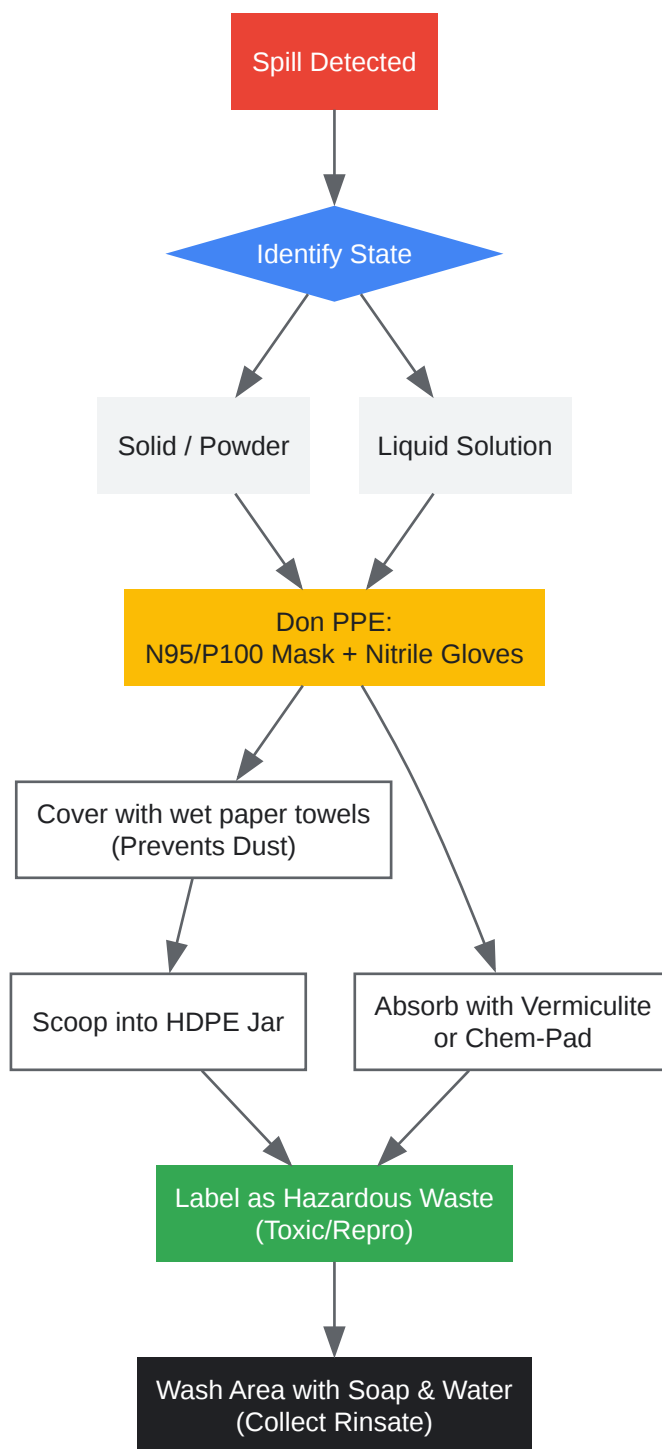 Spill Detected
Identify State
Solid / Powder
Liquid Solution
Don PPE:
N95/P100 Mask + Nitrile Gloves
Cover with wet paper towels
(Prevents Dust)
Scoop into HDPE Jar
Absorb with Vermiculite
or Chem-Pad
Label as Hazardous Waste
(Toxic/Repro)
Wash Area with Soap & Water
(Collect Rinsate)